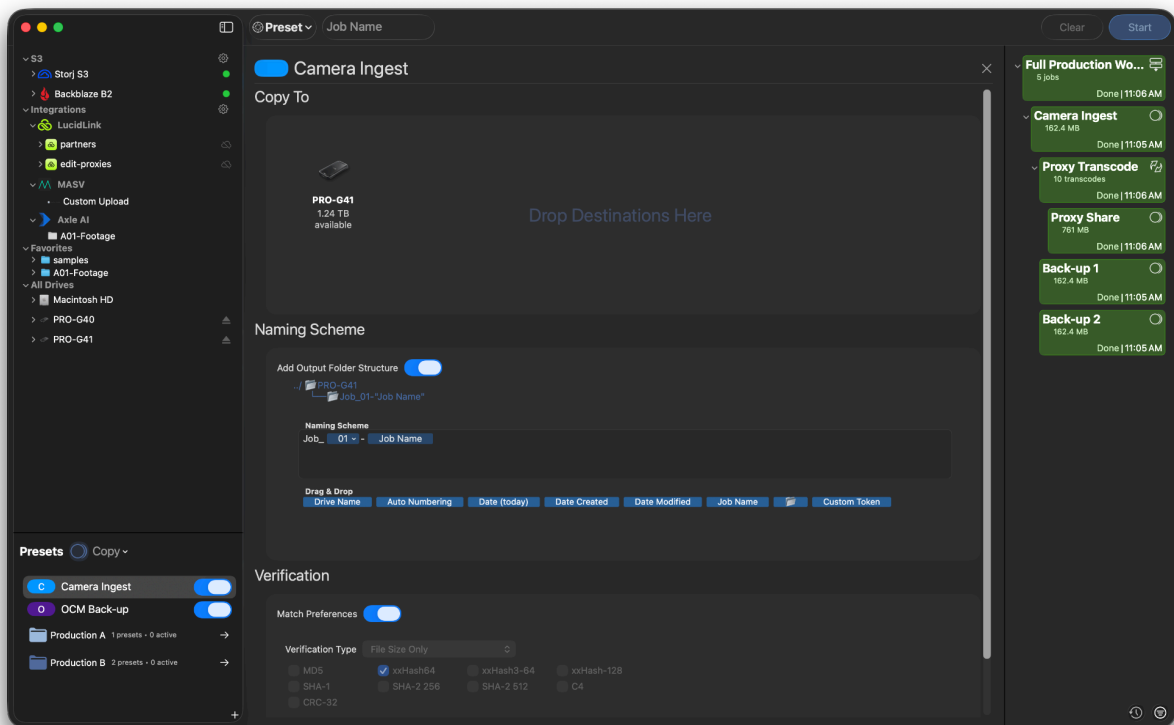 Preset
Job Name
Clear
Start
S3
Storj S3
Backblaze B2
Integrations
LucidLink
partners
edit-proxies
MASV
Custom Upload
Axle AI
A01-Footage
Favorites
samples
A01-Footage
All Drives
Macintosh HD
PRO-G40
PRO-G41
Presets Copy
C Camera Ingest
O OCM Back-up
Production A 1 presets • 0 active
Production B 2 presets • 0 active
+
Camera Ingest
Copy To
PRO-G41
1.24 TB
available
Drop Destinations Here
Naming Scheme
Add Output Folder Structure
../ PRO-G41
Job_01-"Job Name"
Naming Scheme
Job_ 01 - Job Name
Drag & Drop
Drive Name Auto Numbering Date (today) Date Created Date Modified Job Name Custom Token
Verification
Match Preferences
Verification Type File Size Only
MD5 xxHash64 xxHash3-64 xxHash-128
SHA-1 SHA-2 256 SHA-2 512 C4
CRC-32
Full Production Wo...
5 jobs
Done | 11:06 AM
Camera Ingest
162.4 MB
Done | 11:05 AM
Proxy Transcode
10 transcodes
Done | 11:06 AM
Proxy Share
761 MB
Done | 11:06 AM
Back-up 1
162.4 MB
Done | 11:05 AM
Back-up 2
162.4 MB
Done | 11:05 AM